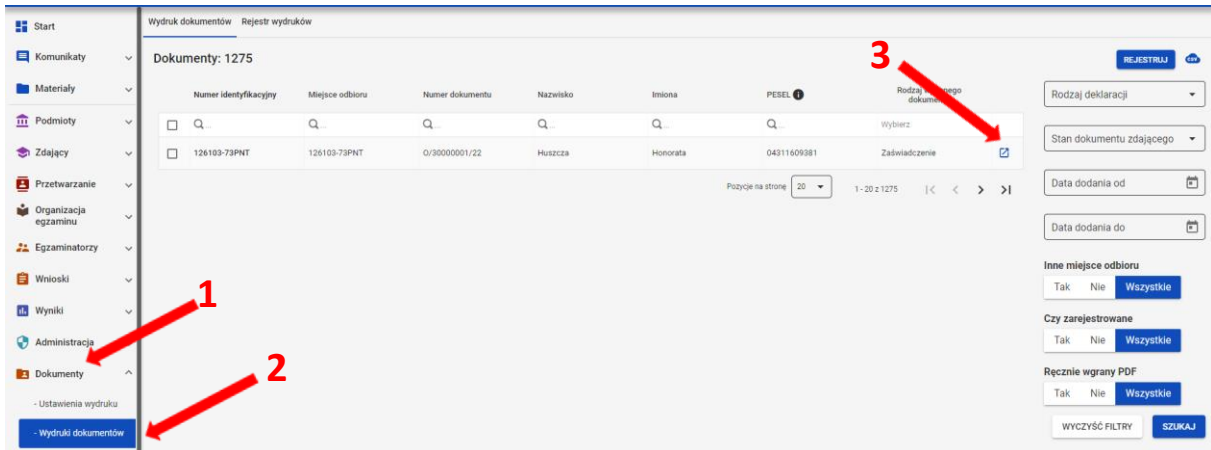 Start
Komunikaty
Materiały
Podmioty
Zdający
Przetwarzanie
Organizacja
egzaminu
Egzaminatorzy
Wnioski
Wyniki
Administracja
Dokumenty
- Ustawienia wydruku
- Wydruki dokumentów
1
2
Wydruk dokumentów Rejestr wydruków
Dokumenty: 1275
3
REJESTRUJ CSV
Numer identyfikacyjny Miejsce odbioru Numer dokumentu Nazwisko Imiona PESEL Rodzaj
Wybierz
126103-73PNT 126103-73PNT O/30000001/22 Huszcza Honorata 04311609381 Zaświadczenie
Pozycje na stronę 20 1 - 20 z 1275
Rodzaj deklaracji
Stan dokumentu zdającego
Data dodania od
Data dodania do
Inne miejsce odbioru
Tak Nie Wszystkie
Czy zarejestrowane
Tak Nie Wszystkie
Ręcznie wgrany PDF
Tak Nie Wszystkie
WYCZYŚĆ FILTRY SZUKAJ